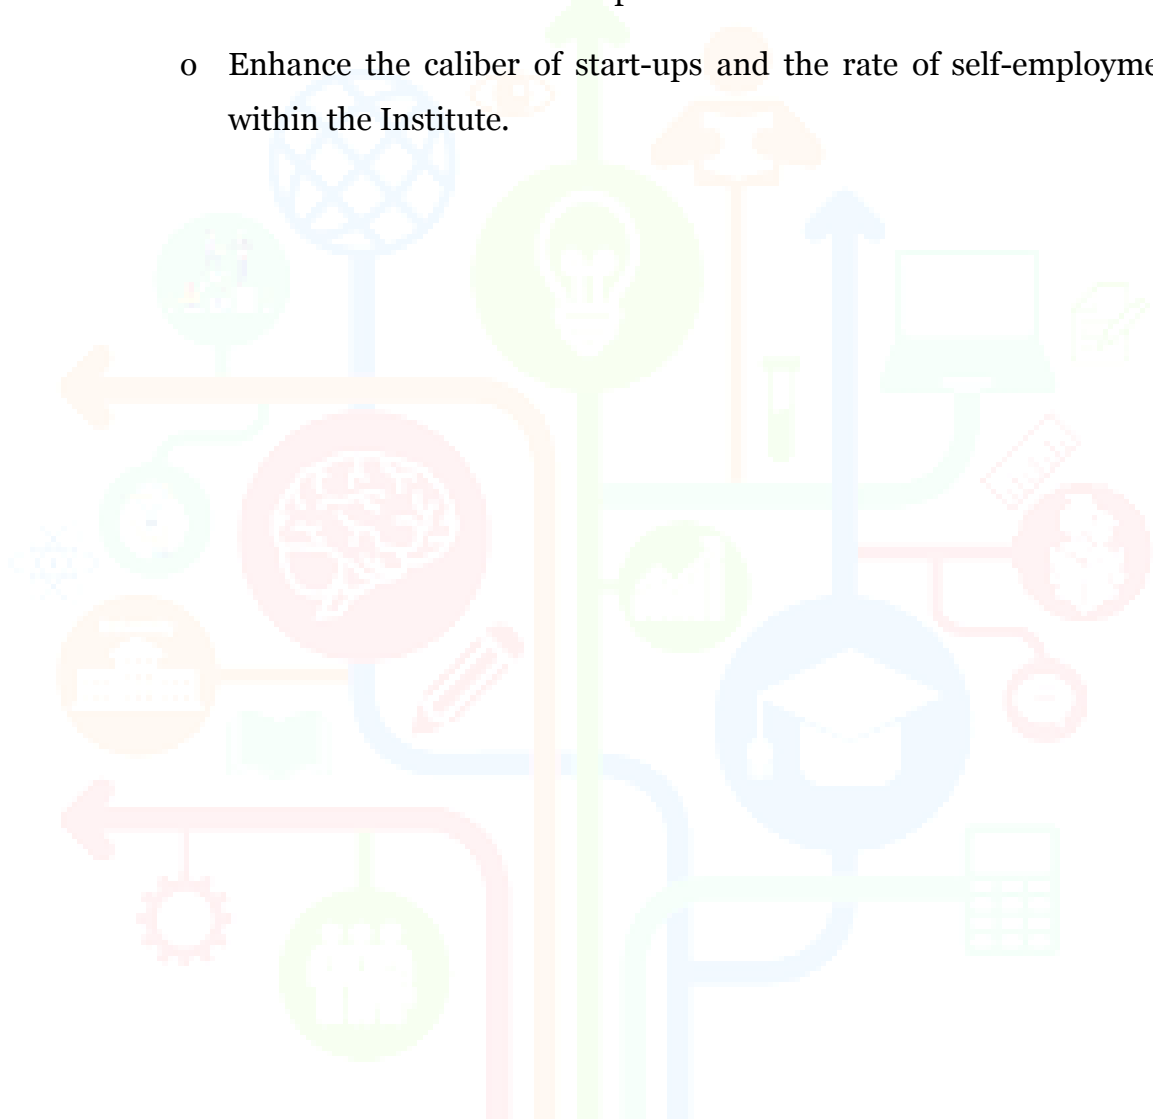 o Enhance the caliber of start-ups and the rate of self-employme
within the Institute.